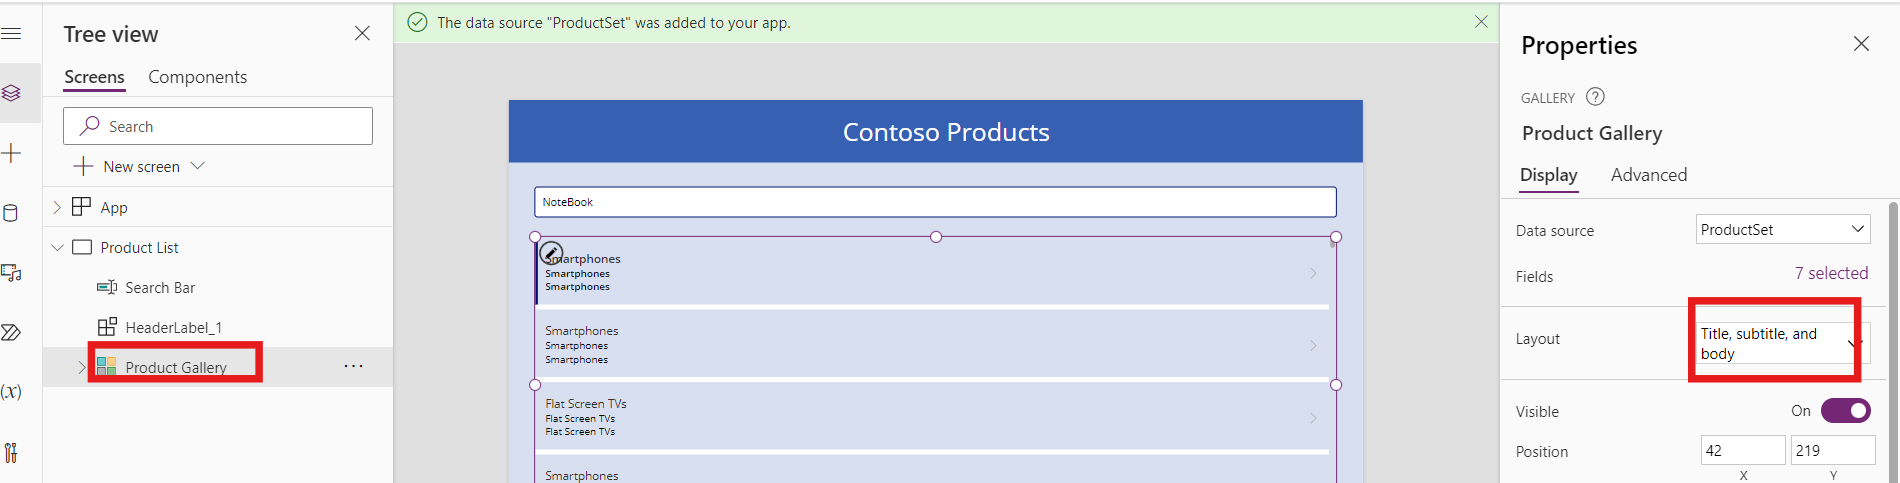 Tree view
Screens
Components
Search
New screen
App
Product List
Search Bar
HeaderLabel_1
Product Gallery
(x)
The data source "ProductSet" was added to your app.
Contoso Products
NoteBook
Smartphones
Smartphones
Smartphones
Smartphones
Smartphones
Smartphones
Flat Screen TVs
Flat Screen TVs
Flat Screen TVs
Smartphones
Properties
GALLERY ?
Product Gallery
Display
Advanced
Data source
ProductSet
Fields
7 selected
Layout
Title, subtitle, and
body
Visible
On
Position
42
219
X
Y